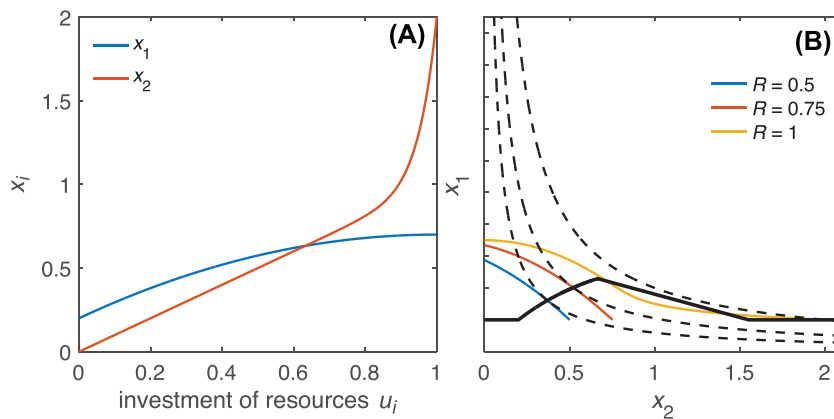 (A)
x1
x2
2
1.5
1
0.5
0
xi
0
0.2
0.4
0.6
0.8
1
investment of resources ui
(B)
R = 0.5
R = 0.75
R = 1
x1
0
0.5
1
1.5
2
x2